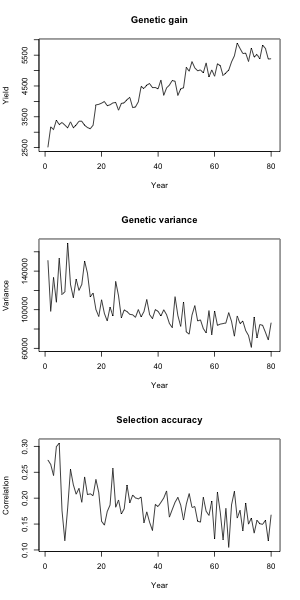 Genetic gain
Yield
5500
4500
3500
2500
0 20 40 60 80
Year
Genetic variance
Variance
140000
100000
60000
0 20 40 60 80
Year
Selection accuracy
Correlation
0.30
0.25
0.20
0.15
0.10
0 20 40 60 80
Year